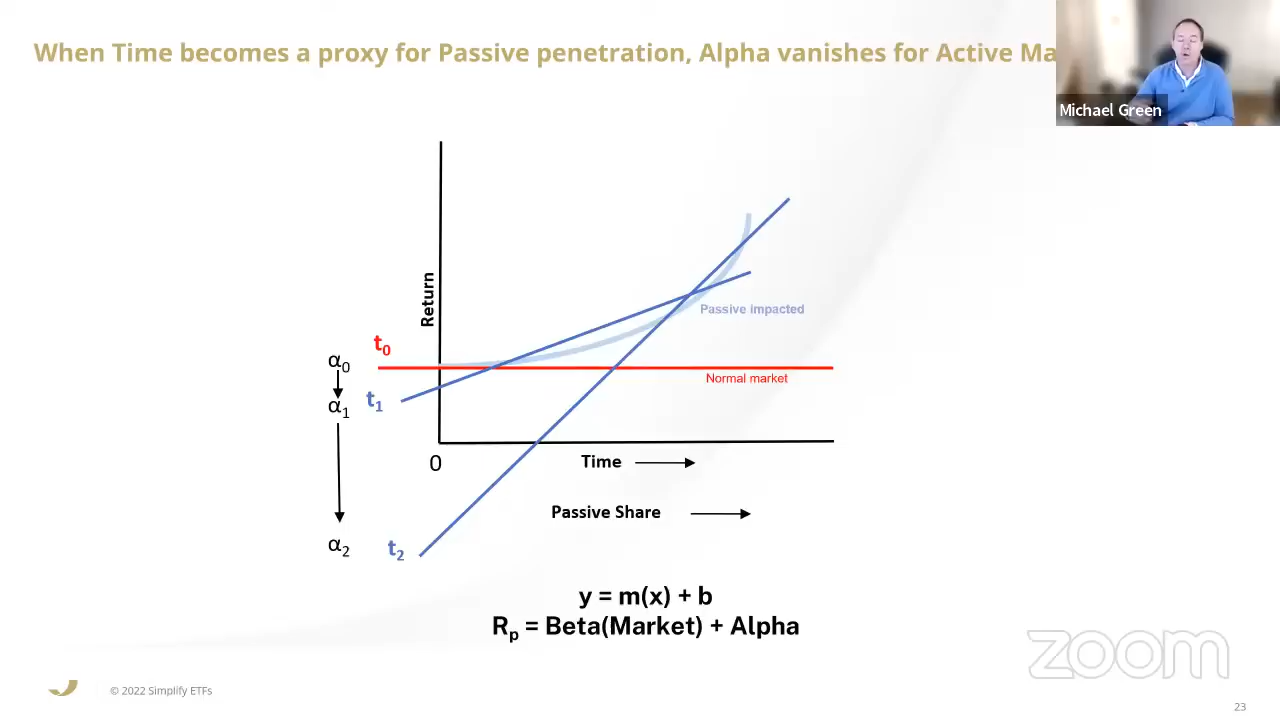 When Time becomes a proxy for Passive penetration, Alpha vanishes for Active Ma
Michael Green
Return
t₀
α₀
Passive impacted
Normal market
t₁
α₁
0
Time
Passive Share
α₂
t₂
y = m(x) + b
Rₚ = Beta(Market) + Alpha
zoom
© 2022 Simplify ETFs
23